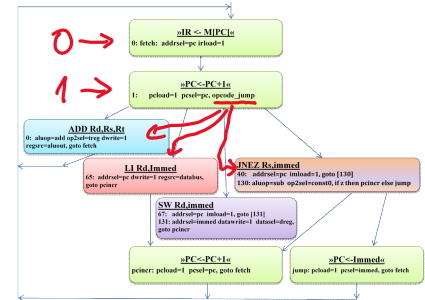 0
»IR <- M[PC]«
0: fetch: addrsel=pc irload=1
1
»PC<-PC+1«
1: pcload=1 pcsel=pc, opcode_jump
ADD Rd,Rs,Rt
0: aluop=add op2sel=treg dwrite=1
regsrc=aluout, goto fetch
LI Rd,Immed
65: addrsel=pc dwrite=1 regsrc=databus,
goto pcincr
JNEZ Rs,immed
40: addrsel=pc imload=1, goto [130]
130: aluop=sub op2sel=const0, if z then pcincr else jump
SW Rd,immed
67: addrsel=pc imload=1, goto [131]
131: addrsel=immed datawrite=1 datasel=dreg,
goto pcincr
»PC<-PC+1«
pcincr: pcload=1 pcsel=pc, goto fetch
»PC<-Immed«
jump: pcload=1 pcsel=immed, goto fetch